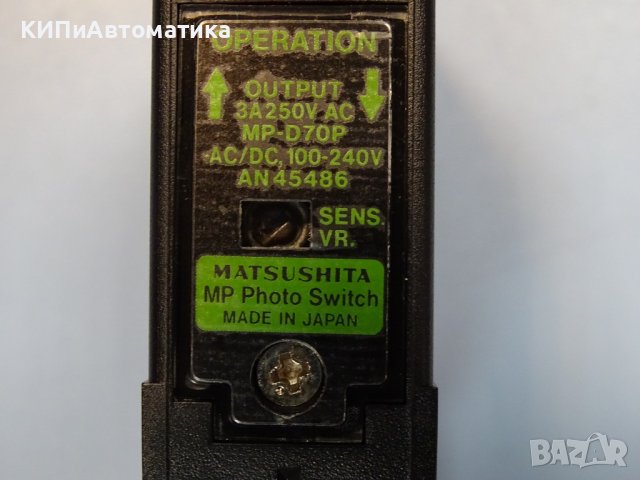 КИПиАвтоматика
OPERATION
OUTPUT
3A250V AC
MP-D70P
AC/DC, 100-240V
AN45486
SENS
VR.
MATSUSHITA
MP Photo Switch
MADE IN JAPAN
BAZAR